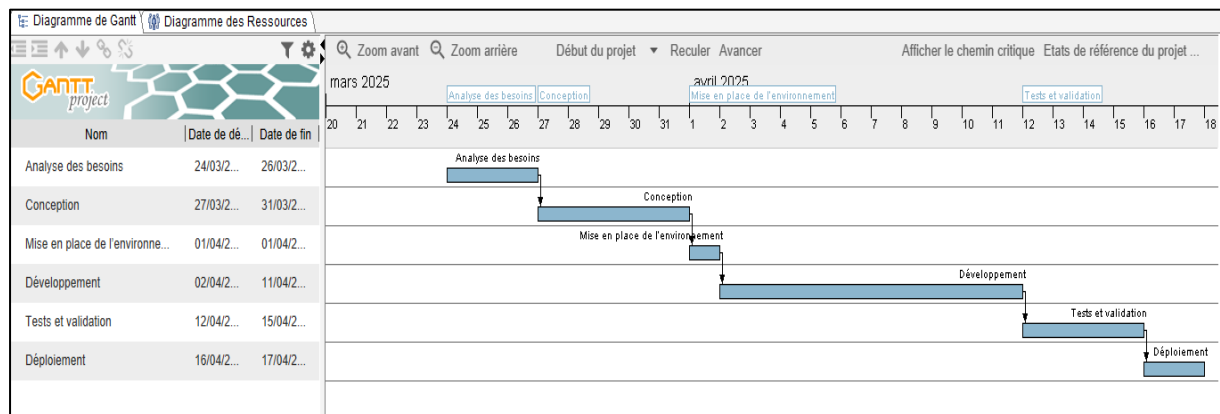 Diagramme de Gantt Diagramme des Ressources
Zoom avant Zoom arrière Début du projet Reculer Avancer Afficher le chemin critique Etats de référence du projet ...
GANTT
project
mars 2025 avril 2025
Analyse des besoins Conception Mise en place de l'environnement Tests et validation
Nom Date de dé... Date de fin
20 21 22 23 24 25 26 27 28 29 30 31 1 2 3 4 5 6 7 8 9 10 11 12 13 14 15 16 17 18
Analyse des besoins 24/03/2... 26/03/2...
Analyse des besoins
Conception 27/03/2... 31/03/2...
Conception
Mise en place de l'environne... 01/04/2... 01/04/2...
Mise en place de l'environnement
Développement 02/04/2... 11/04/2...
Développement
Tests et validation 12/04/2... 15/04/2...
Tests et validation
Déploiement 16/04/2... 17/04/2...
Déploiement